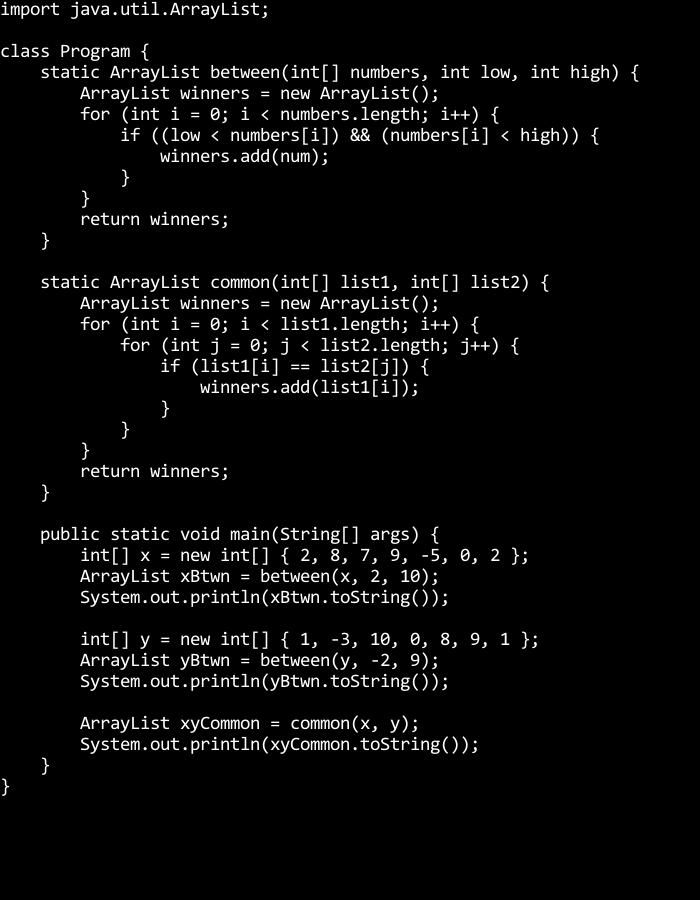 import java.util.ArrayList;

class Program {
    static ArrayList between(int[] numbers, int low, int high) {
        ArrayList winners = new ArrayList();
        for (int i = 0; i < numbers.length; i++) {
            if ((low < numbers[i]) && (numbers[i] < high)) {
                winners.add(num);
            }
        }
        return winners;
    }

    static ArrayList common(int[] list1, int[] list2) {
        ArrayList winners = new ArrayList();
        for (int i = 0; i < list1.length; i++) {
            for (int j = 0; j < list2.length; j++) {
                if (list1[i] == list2[j]) {
                    winners.add(list1[i]);
                }
            }
        }
        return winners;
    }

    public static void main(String[] args) {
        int[] x = new int[] { 2, 8, 7, 9, -5, 0, 2 };
        ArrayList xBtwn = between(x, 2, 10);
        System.out.println(xBtwn.toString());

        int[] y = new int[] { 1, -3, 10, 0, 8, 9, 1 };
        ArrayList yBtwn = between(y, -2, 9);
        System.out.println(yBtwn.toString());

        ArrayList xyCommon = common(x, y);
        System.out.println(xyCommon.toString());
    }
}